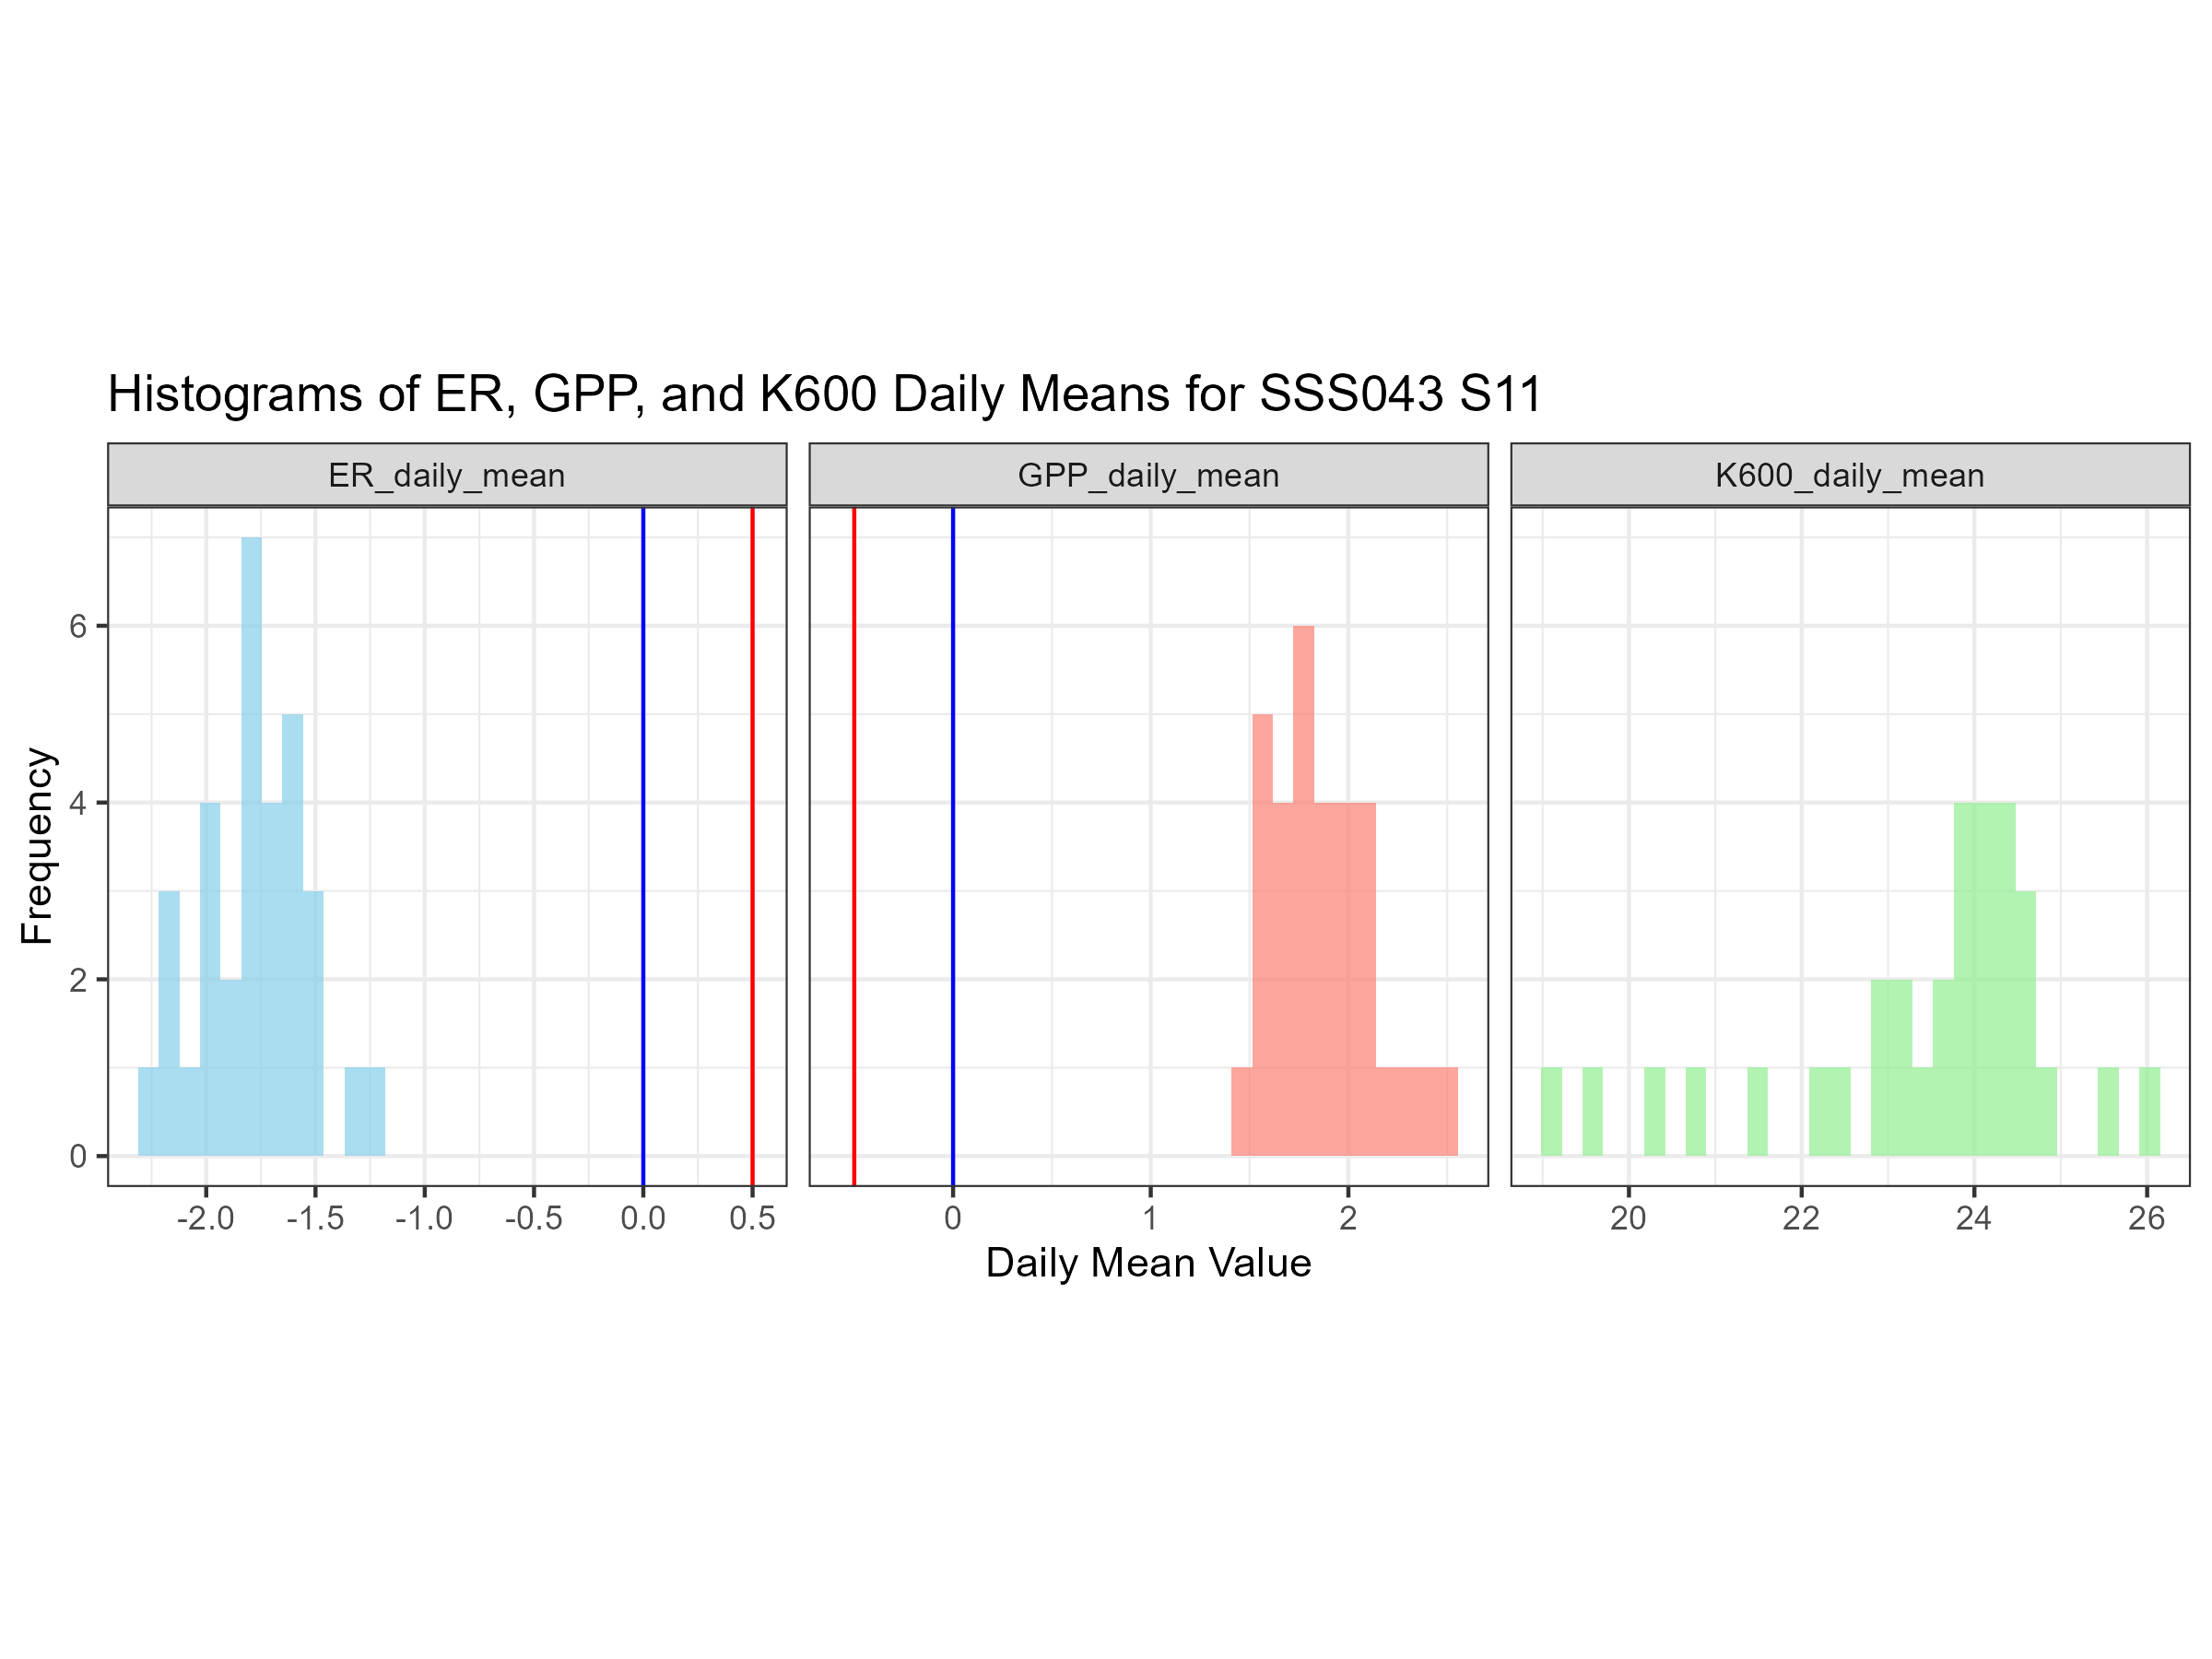 Histograms of ER, GPP, and K600 Daily Means for SSS043 S11
ER_daily_mean GPP_daily_mean K600_daily_mean
Frequency
6
4
2
0
-2.0 -1.5 -1.0 -0.5 0.0 0.5 0 1 2 20 22 24 26
Daily Mean Value